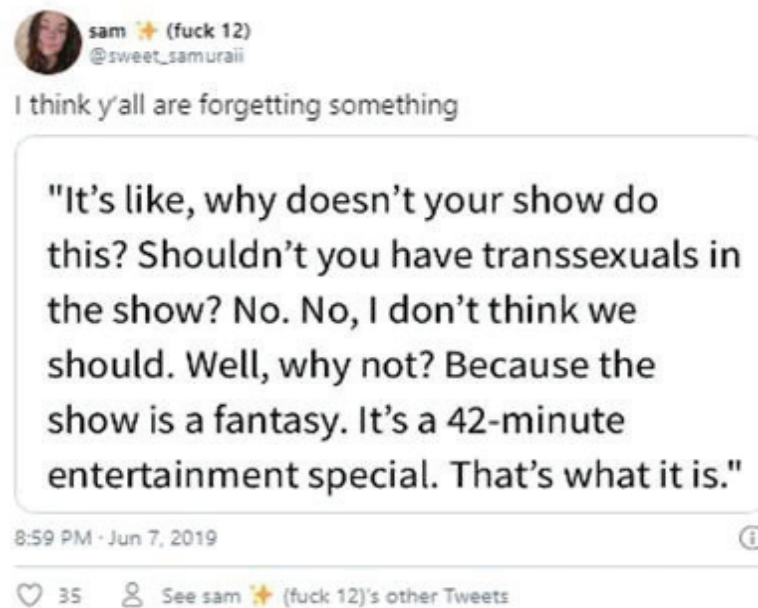 sam ✨ (fuck 12)
@sweet_samuraii
I think y'all are forgetting something
"It’s like, why doesn’t your show do
this? Shouldn’t you have transsexuals in
the show? No. No, I don’t think we
should. Well, why not? Because the
show is a fantasy. It’s a 42-minute
entertainment special. That’s what it is."
8:59 PM · Jun 7, 2019
35 See sam ✨ (fuck 12)'s other Tweets